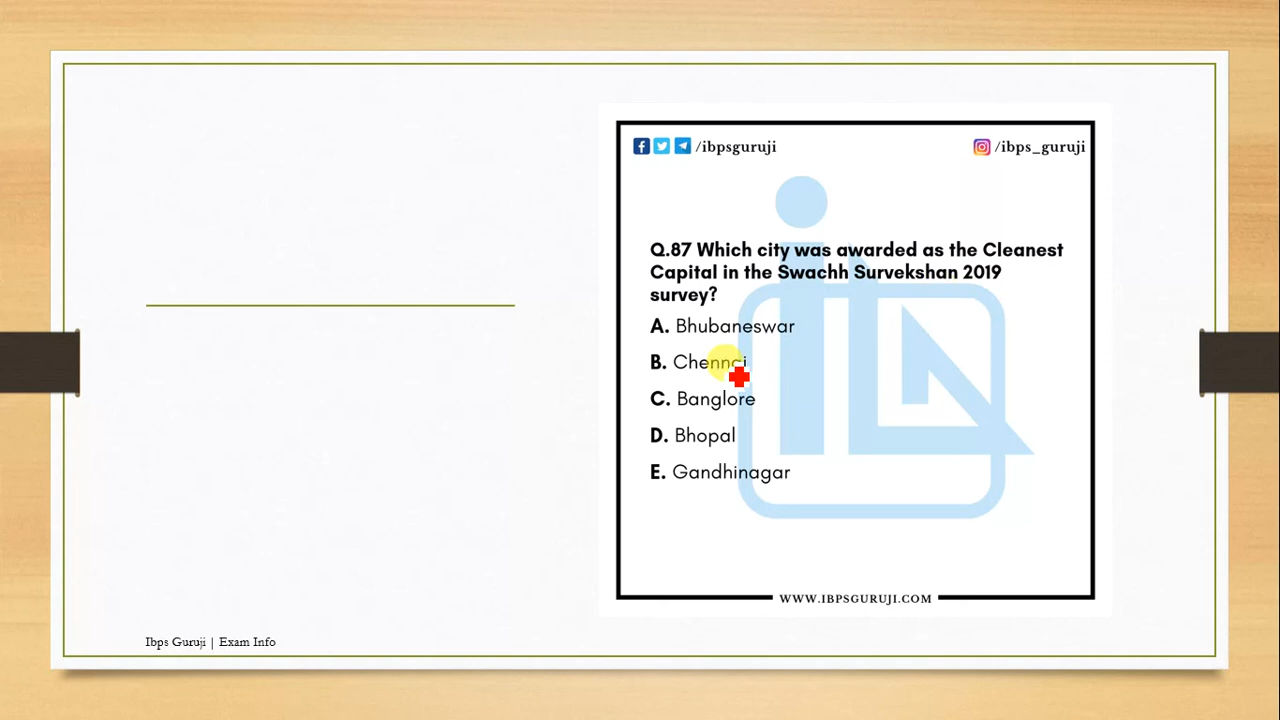 /ibpsguruji
/ibps_guruji
Q.87 Which city was awarded as the Cleanest
Capital in the Swachh Survekshan 2019
survey?
A. Bhubaneswar
B. Chennai
C. Banglore
D. Bhopal
E. Gandhinagar
WWW.IBPSGURUJI.COM
Ibps Guruji | Exam Info